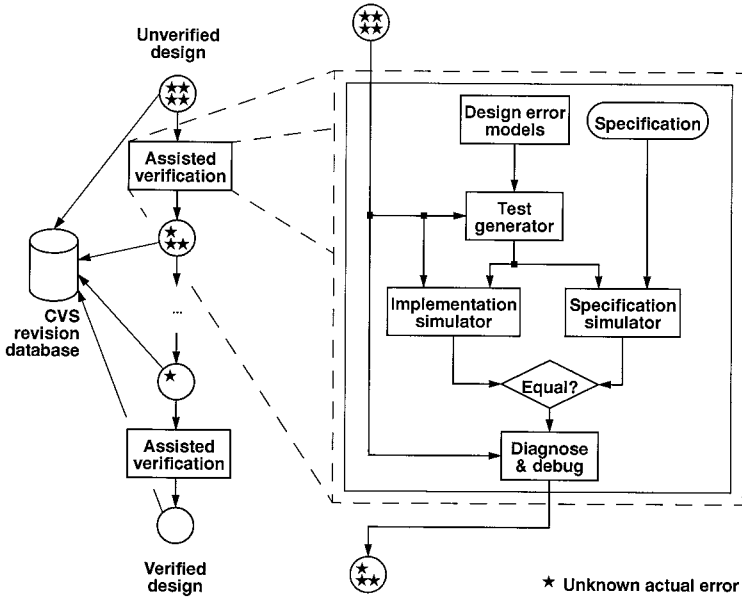 Unverified
design
Assisted
verification
CVS
revision
database
...
Assisted
verification
Verified
design
Design error
models
Specification
Test
generator
Implementation
simulator
Specification
simulator
Equal?
Diagnose
& debug
★ Unknown actual error